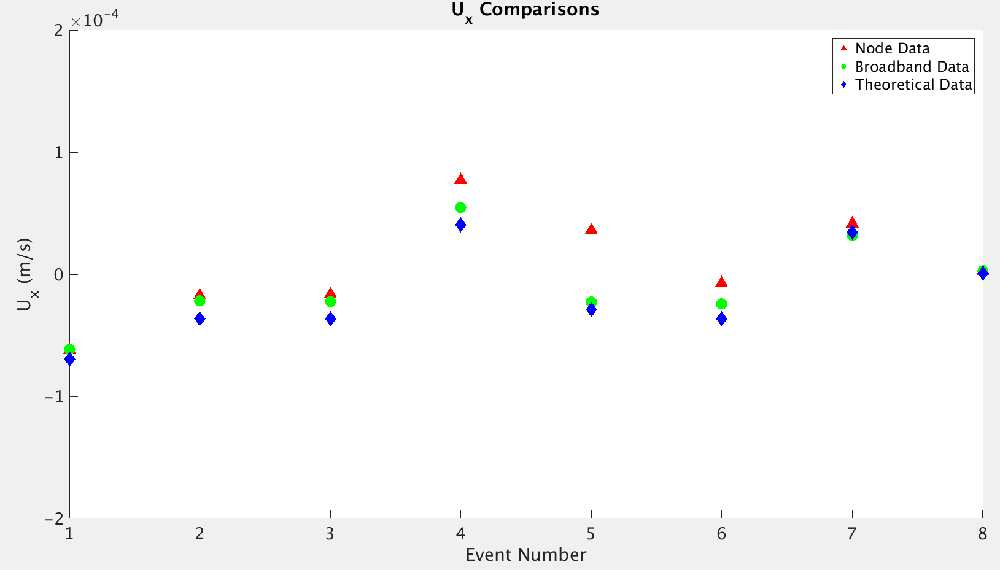 Uₓ Comparisons
×10⁻⁴
Node Data
Broadband Data
Theoretical Data
2
1
0
−1
−2
Uₓ (m/s)
1 2 3 4 5 6 7 8
Event Number